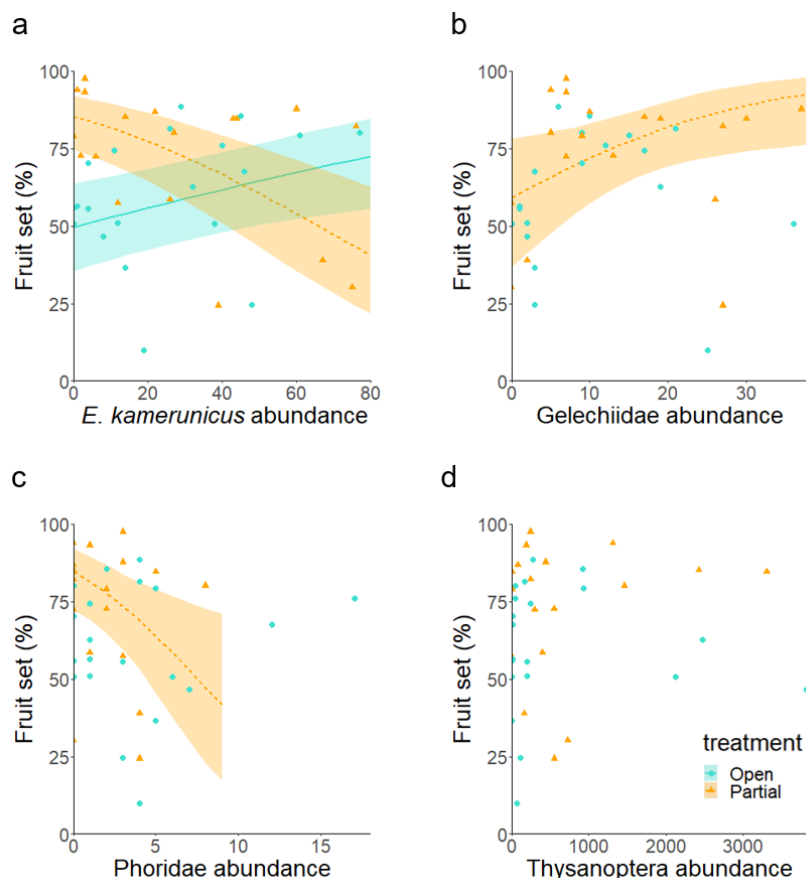 a
b
100
75
50
25
0
Fruit set (%)
0 20 40 60 80
E. kamerunicus abundance
100
75
50
25
0
Fruit set (%)
0 10 20 30
Gelechiidae abundance
c
d
100
75
50
25
0
Fruit set (%)
0 5 10 15
Phoridae abundance
100
75
50
25
0
Fruit set (%)
0 1000 2000 3000
Thysanoptera abundance
treatment
Open
Partial